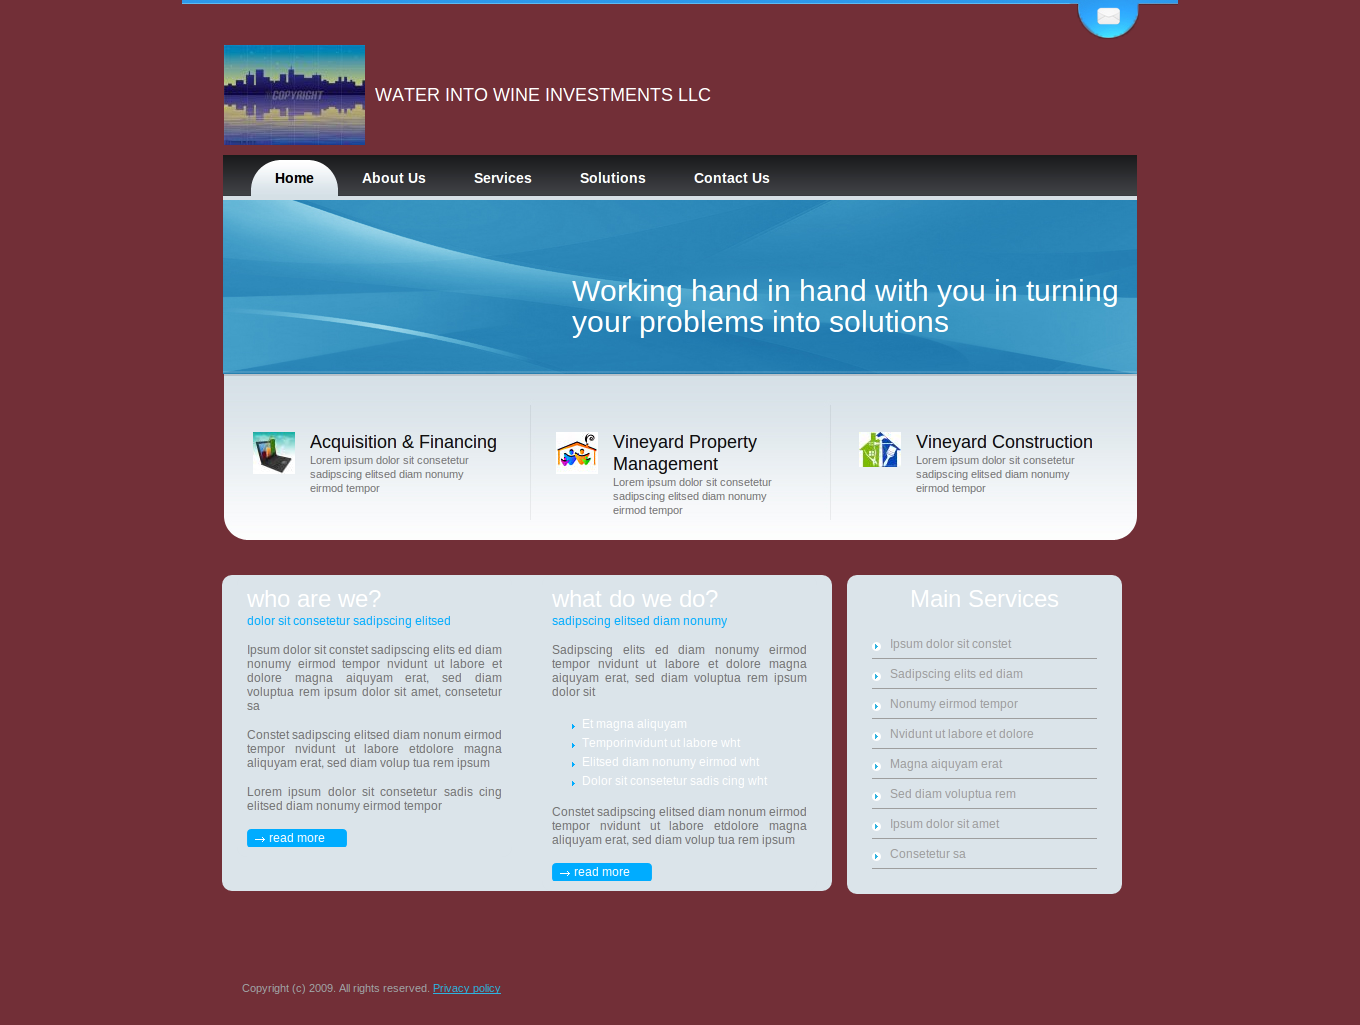 COPYRIGHT
WATER INTO WINE INVESTMENTS LLC
Home
About Us
Services
Solutions
Contact Us
Working hand in hand with you in turning
your problems into solutions
Acquisition & Financing
Lorem ipsum dolor sit consetetur
sadipscing elitsed diam nonumy
eirmod tempor
Vineyard Property
Management
Lorem ipsum dolor sit consetetur
sadipscing elitsed diam nonumy
eirmod tempor
Vineyard Construction
Lorem ipsum dolor sit consetetur
sadipscing elitsed diam nonumy
eirmod tempor
who are we?
dolor sit consetetur sadipscing elitsed
Ipsum dolor sit constet sadipscing elits ed diam
nonumy eirmod tempor nvidunt ut labore et
dolore magna aiquyam erat, sed diam
voluptua rem ipsum dolor sit amet, consetetur
sa
Constet sadipscing elitsed diam nonum eirmod
tempor nvidunt ut labore etdolore magna
aliquyam erat, sed diam volup tua rem ipsum
Lorem ipsum dolor sit consetetur sadis cing
elitsed diam nonumy eirmod tempor
read more
what do we do?
sadipscing elitsed diam nonumy
Sadipscing elits ed diam nonumy eirmod
tempor nvidunt ut labore et dolore magna
aiquyam erat, sed diam voluptua rem ipsum
dolor sit
Et magna aliquyam
Temporinvidunt ut labore wht
Elitsed diam nonumy eirmod wht
Dolor sit consetetur sadis cing wht
Constet sadipscing elitsed diam nonum eirmod
tempor nvidunt ut labore etdolore magna
aliquyam erat, sed diam volup tua rem ipsum
read more
Main Services
Ipsum dolor sit constet
Sadipscing elits ed diam
Nonumy eirmod tempor
Nvidunt ut labore et dolore
Magna aiquyam erat
Sed diam voluptua rem
Ipsum dolor sit amet
Consetetur sa
Copyright (c) 2009. All rights reserved. Privacy policy